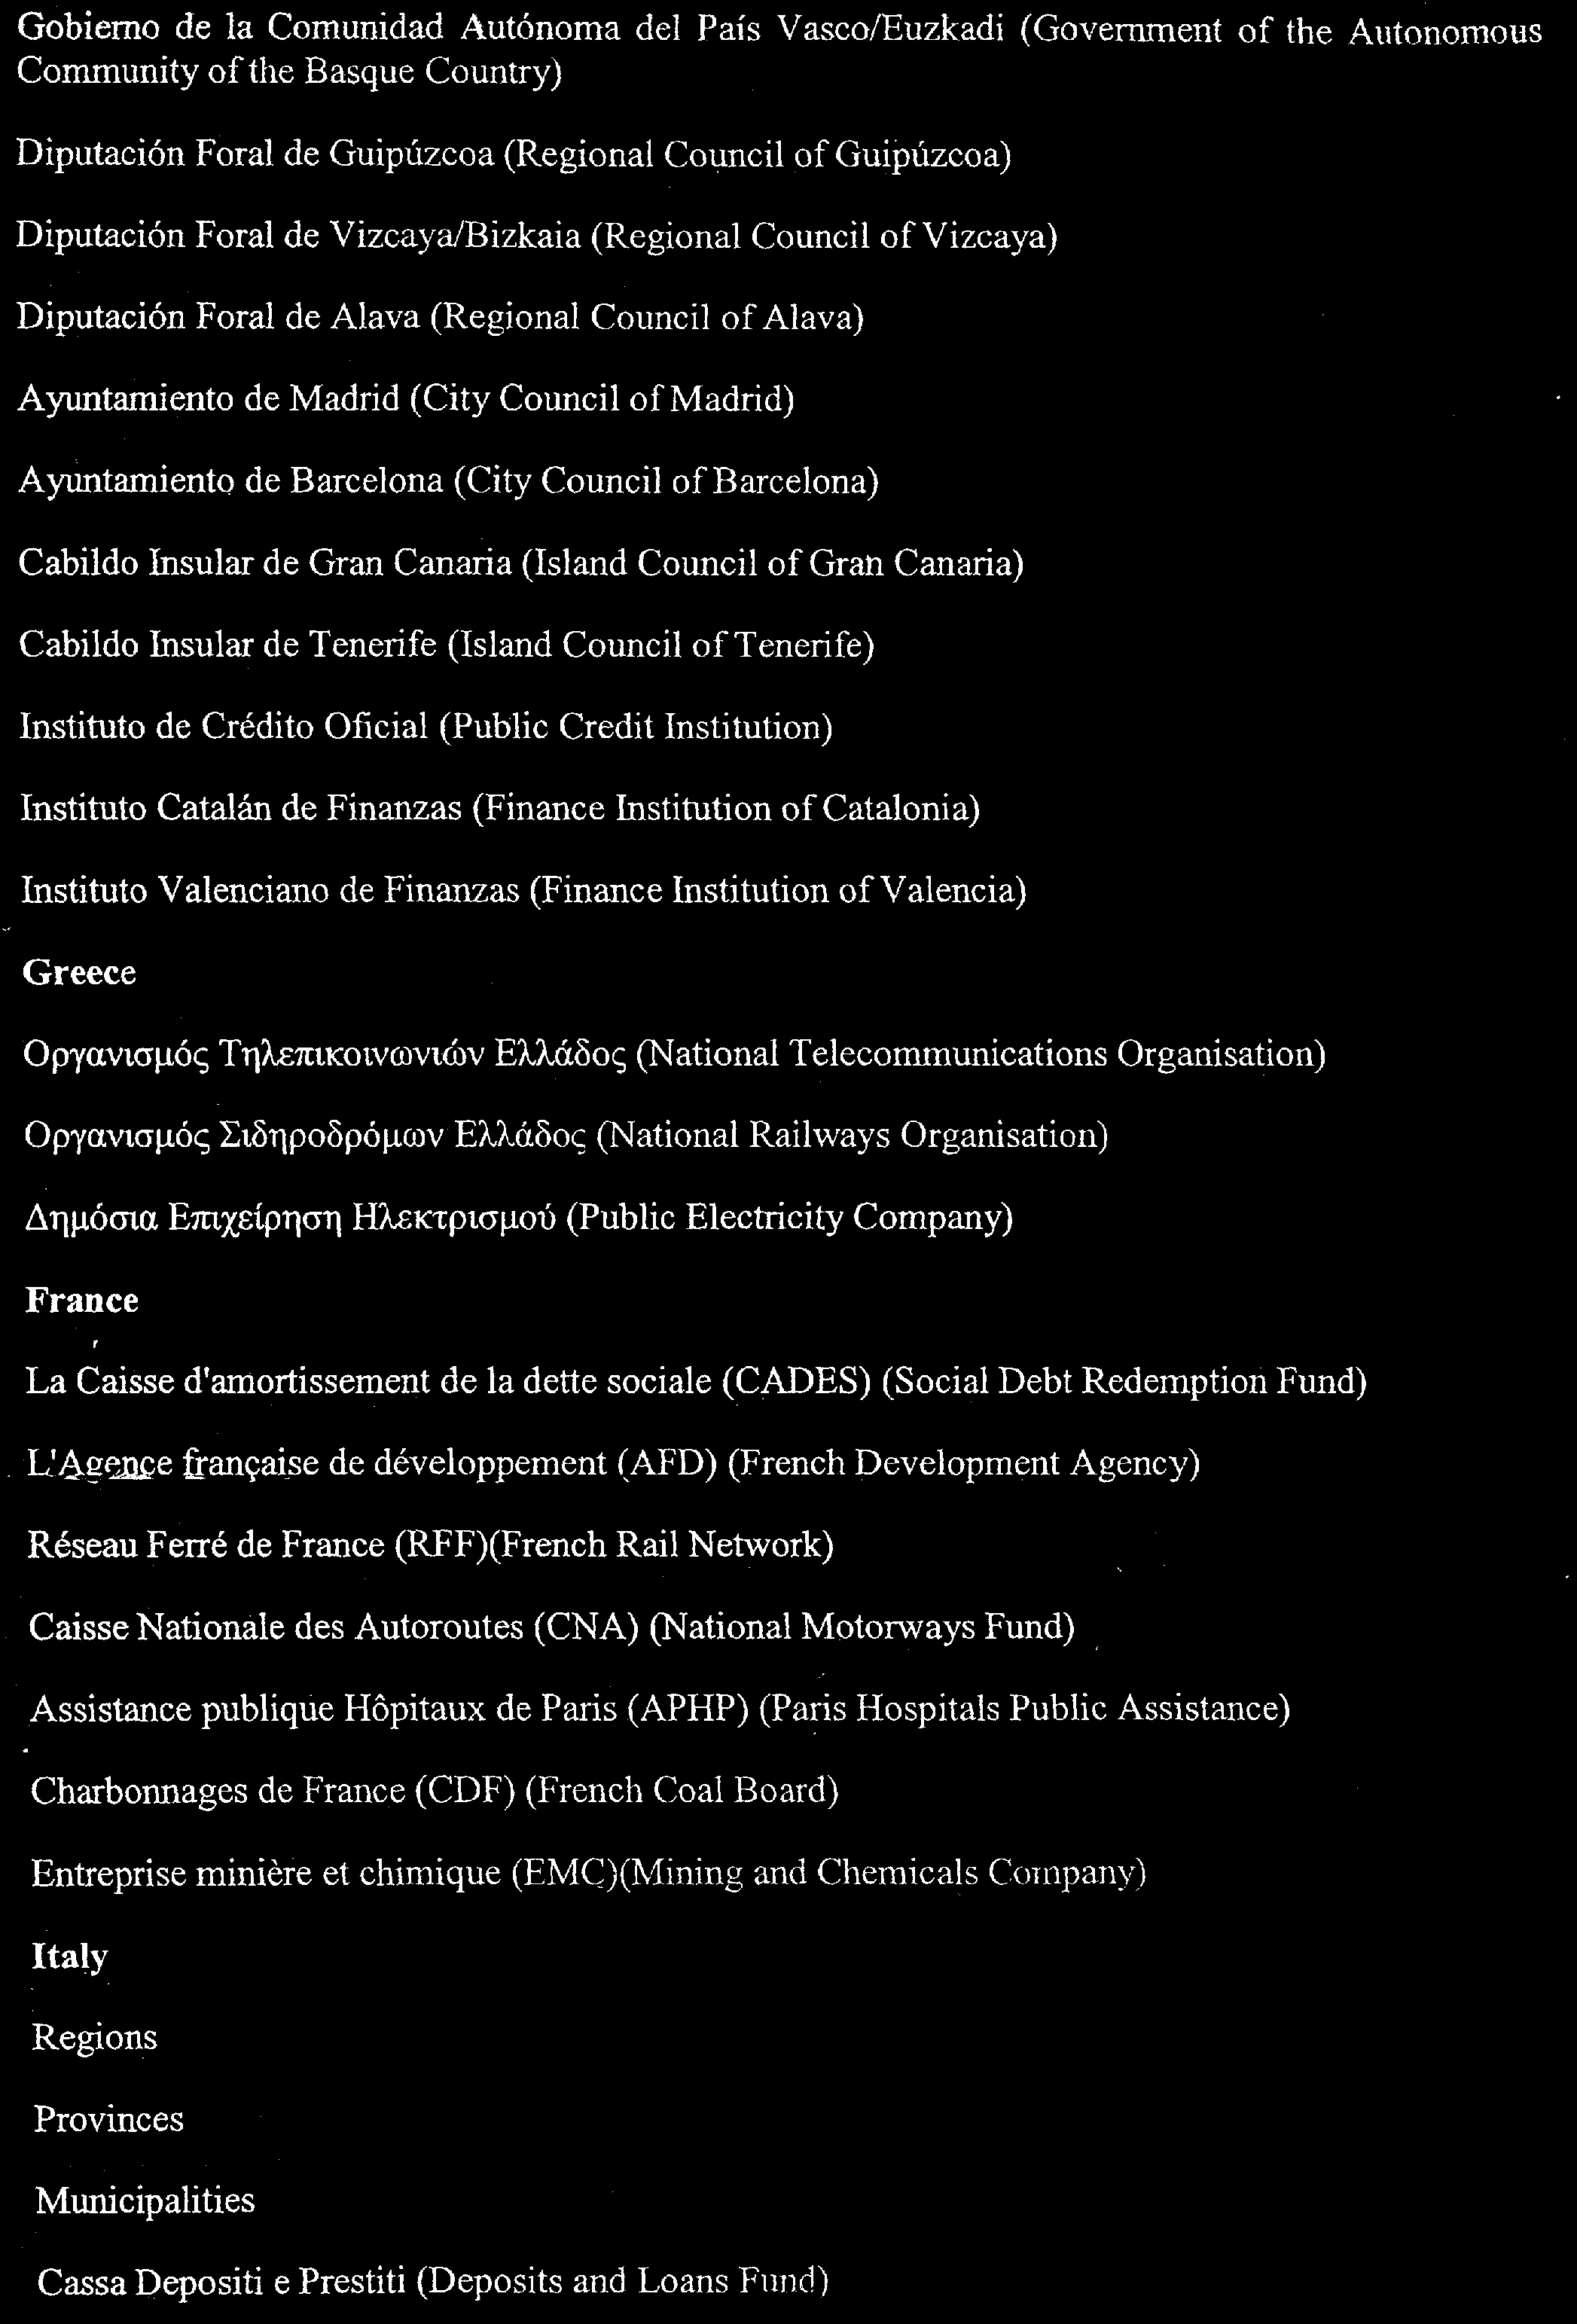 Gobierno de la Comunidad Autónoma del País Vasco/Euzkadi (Government of the Autonomous
Community of the Basque Country)
Diputación Foral de Guipúzcoa (Regional Council of Guipúzcoa)
Diputación Foral de Vizcaya/Bizkaia (Regional Council of Vizcaya)
Diputación Foral de Alava (Regional Council of Alava)
Ayuntamiento de Madrid (City Council of Madrid)
Ayuntamiento de Barcelona (City Council of Barcelona)
Cabildo Insular de Gran Canaria (Island Council of Gran Canaria)
Cabildo Insular de Tenerife (Island Council of Tenerife)
Instituto de Crédito Oficial (Public Credit Institution)
Instituto Catalán de Finanzas (Finance Institution of Catalonia)
Instituto Valenciano de Finanzas (Finance Institution of Valencia)
Greece
Οργανισμός Τηλεπικοινωνιών Ελλάδος (National Telecommunications Organisation)
Οργανισμός Σιδηροδρόμων Ελλάδος (National Railways Organisation)
Δημόσια Επιχείρηση Ηλεκτρισμού (Public Electricity Company)
France
La Caisse d'amortissement de la dette sociale (CADES) (Social Debt Redemption Fund)
L'Agence française de développement (AFD) (French Development Agency)
Réseau Ferré de France (RFF)(French Rail Network)
Caisse Nationale des Autoroutes (CNA) (National Motorways Fund)
Assistance publique Hôpitaux de Paris (APHP) (Paris Hospitals Public Assistance)
Charbonnages de France (CDF) (French Coal Board)
Entreprise minière et chimique (EMC)(Mining and Chemicals Company)
Italy
Regions
Provinces
Municipalities
Cassa Depositi e Prestiti (Deposits and Loans Fund)